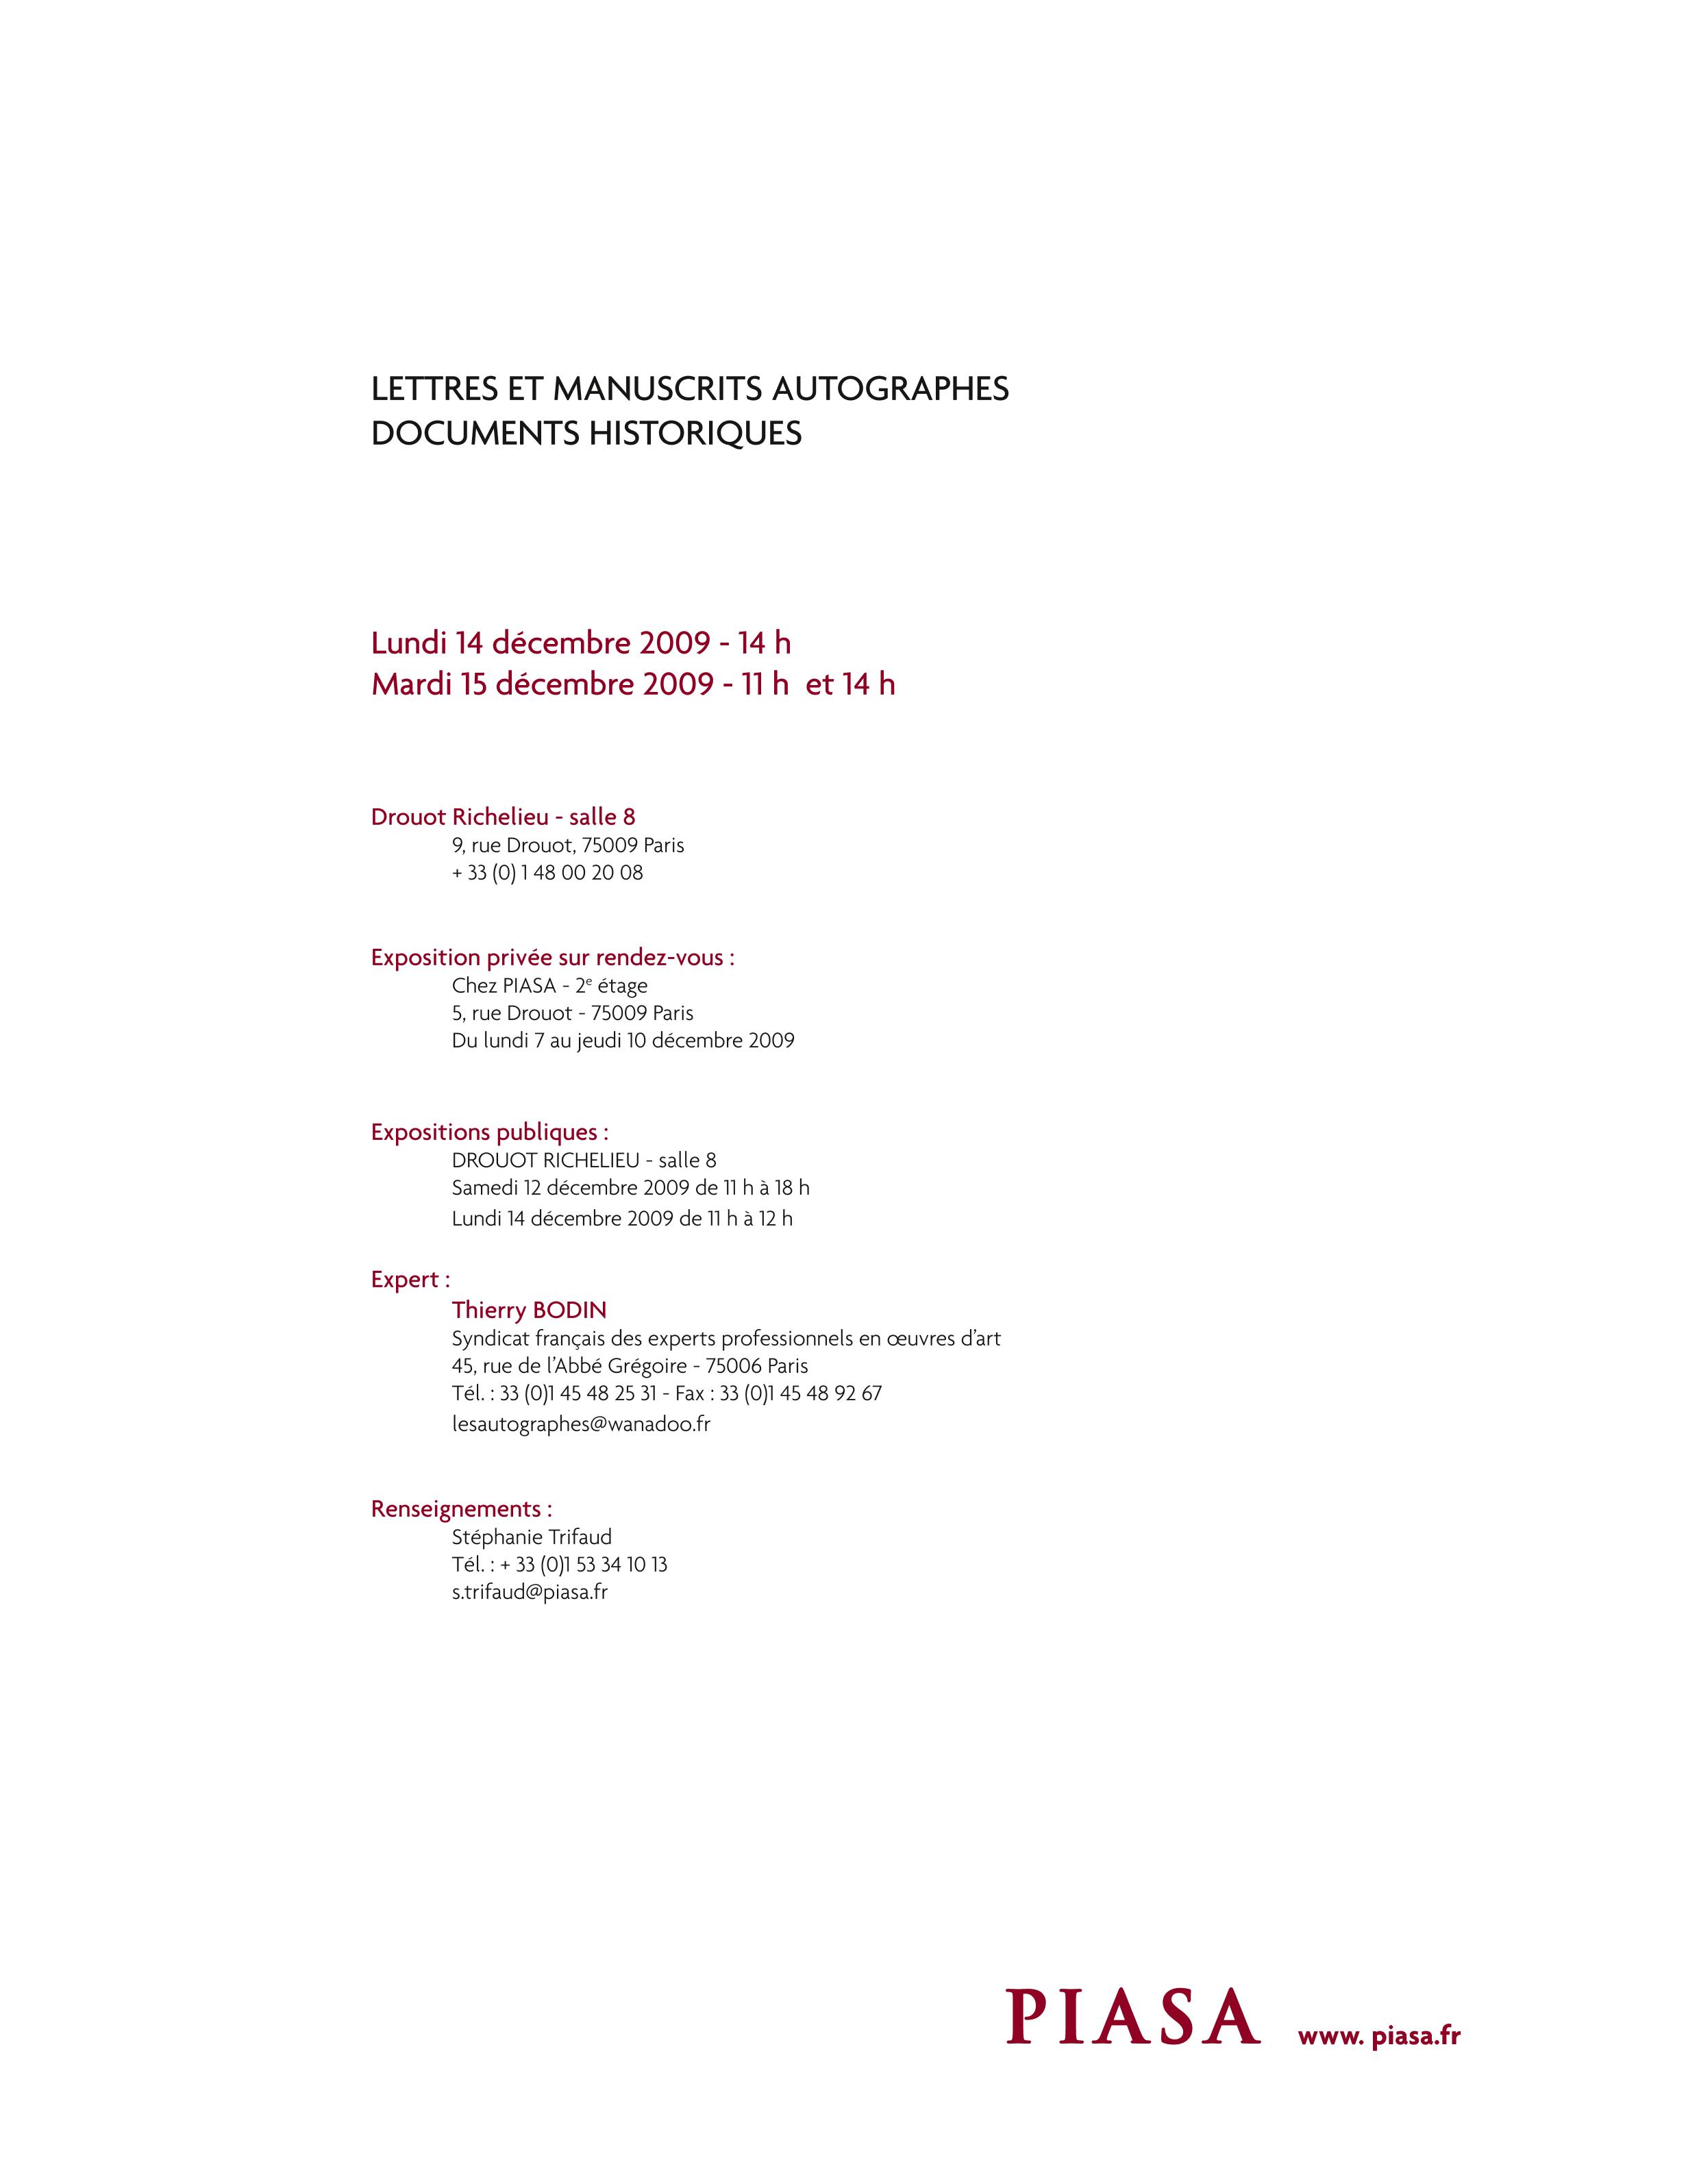 LETTRES ET MANUSCRITS AUTOGRAPHES
DOCUMENTS HISTORIQUES
Lundi 14 décembre 2009 - 14 h
Mardi 15 décembre 2009 - 11 h et 14 h
Drouot Richelieu - salle 8
9, rue Drouot, 75009 Paris
+ 33 (0) 1 48 00 20 08
Exposition privée sur rendez-vous :
Chez PIASA - 2e étage
5, rue Drouot - 75009 Paris
Du lundi 7 au jeudi 10 décembre 2009
Expositions publiques :
DROUOT RICHELIEU - salle 8
Samedi 12 décembre 2009 de 11 h à 18 h
Lundi 14 décembre 2009 de 11 h à 12 h
Expert :
Thierry BODIN
Syndicat français des experts professionnels en œuvres d’art
45, rue de l’Abbé Grégoire - 75006 Paris
Tél. : 33 (0)1 45 48 25 31 - Fax : 33 (0)1 45 48 92 67
lesautographes@wanadoo.fr
Renseignements :
Stéphanie Trifaud
Tél. : + 33 (0)1 53 34 10 13
s.trifaud@piasa.fr
PIASA www. piasa.fr